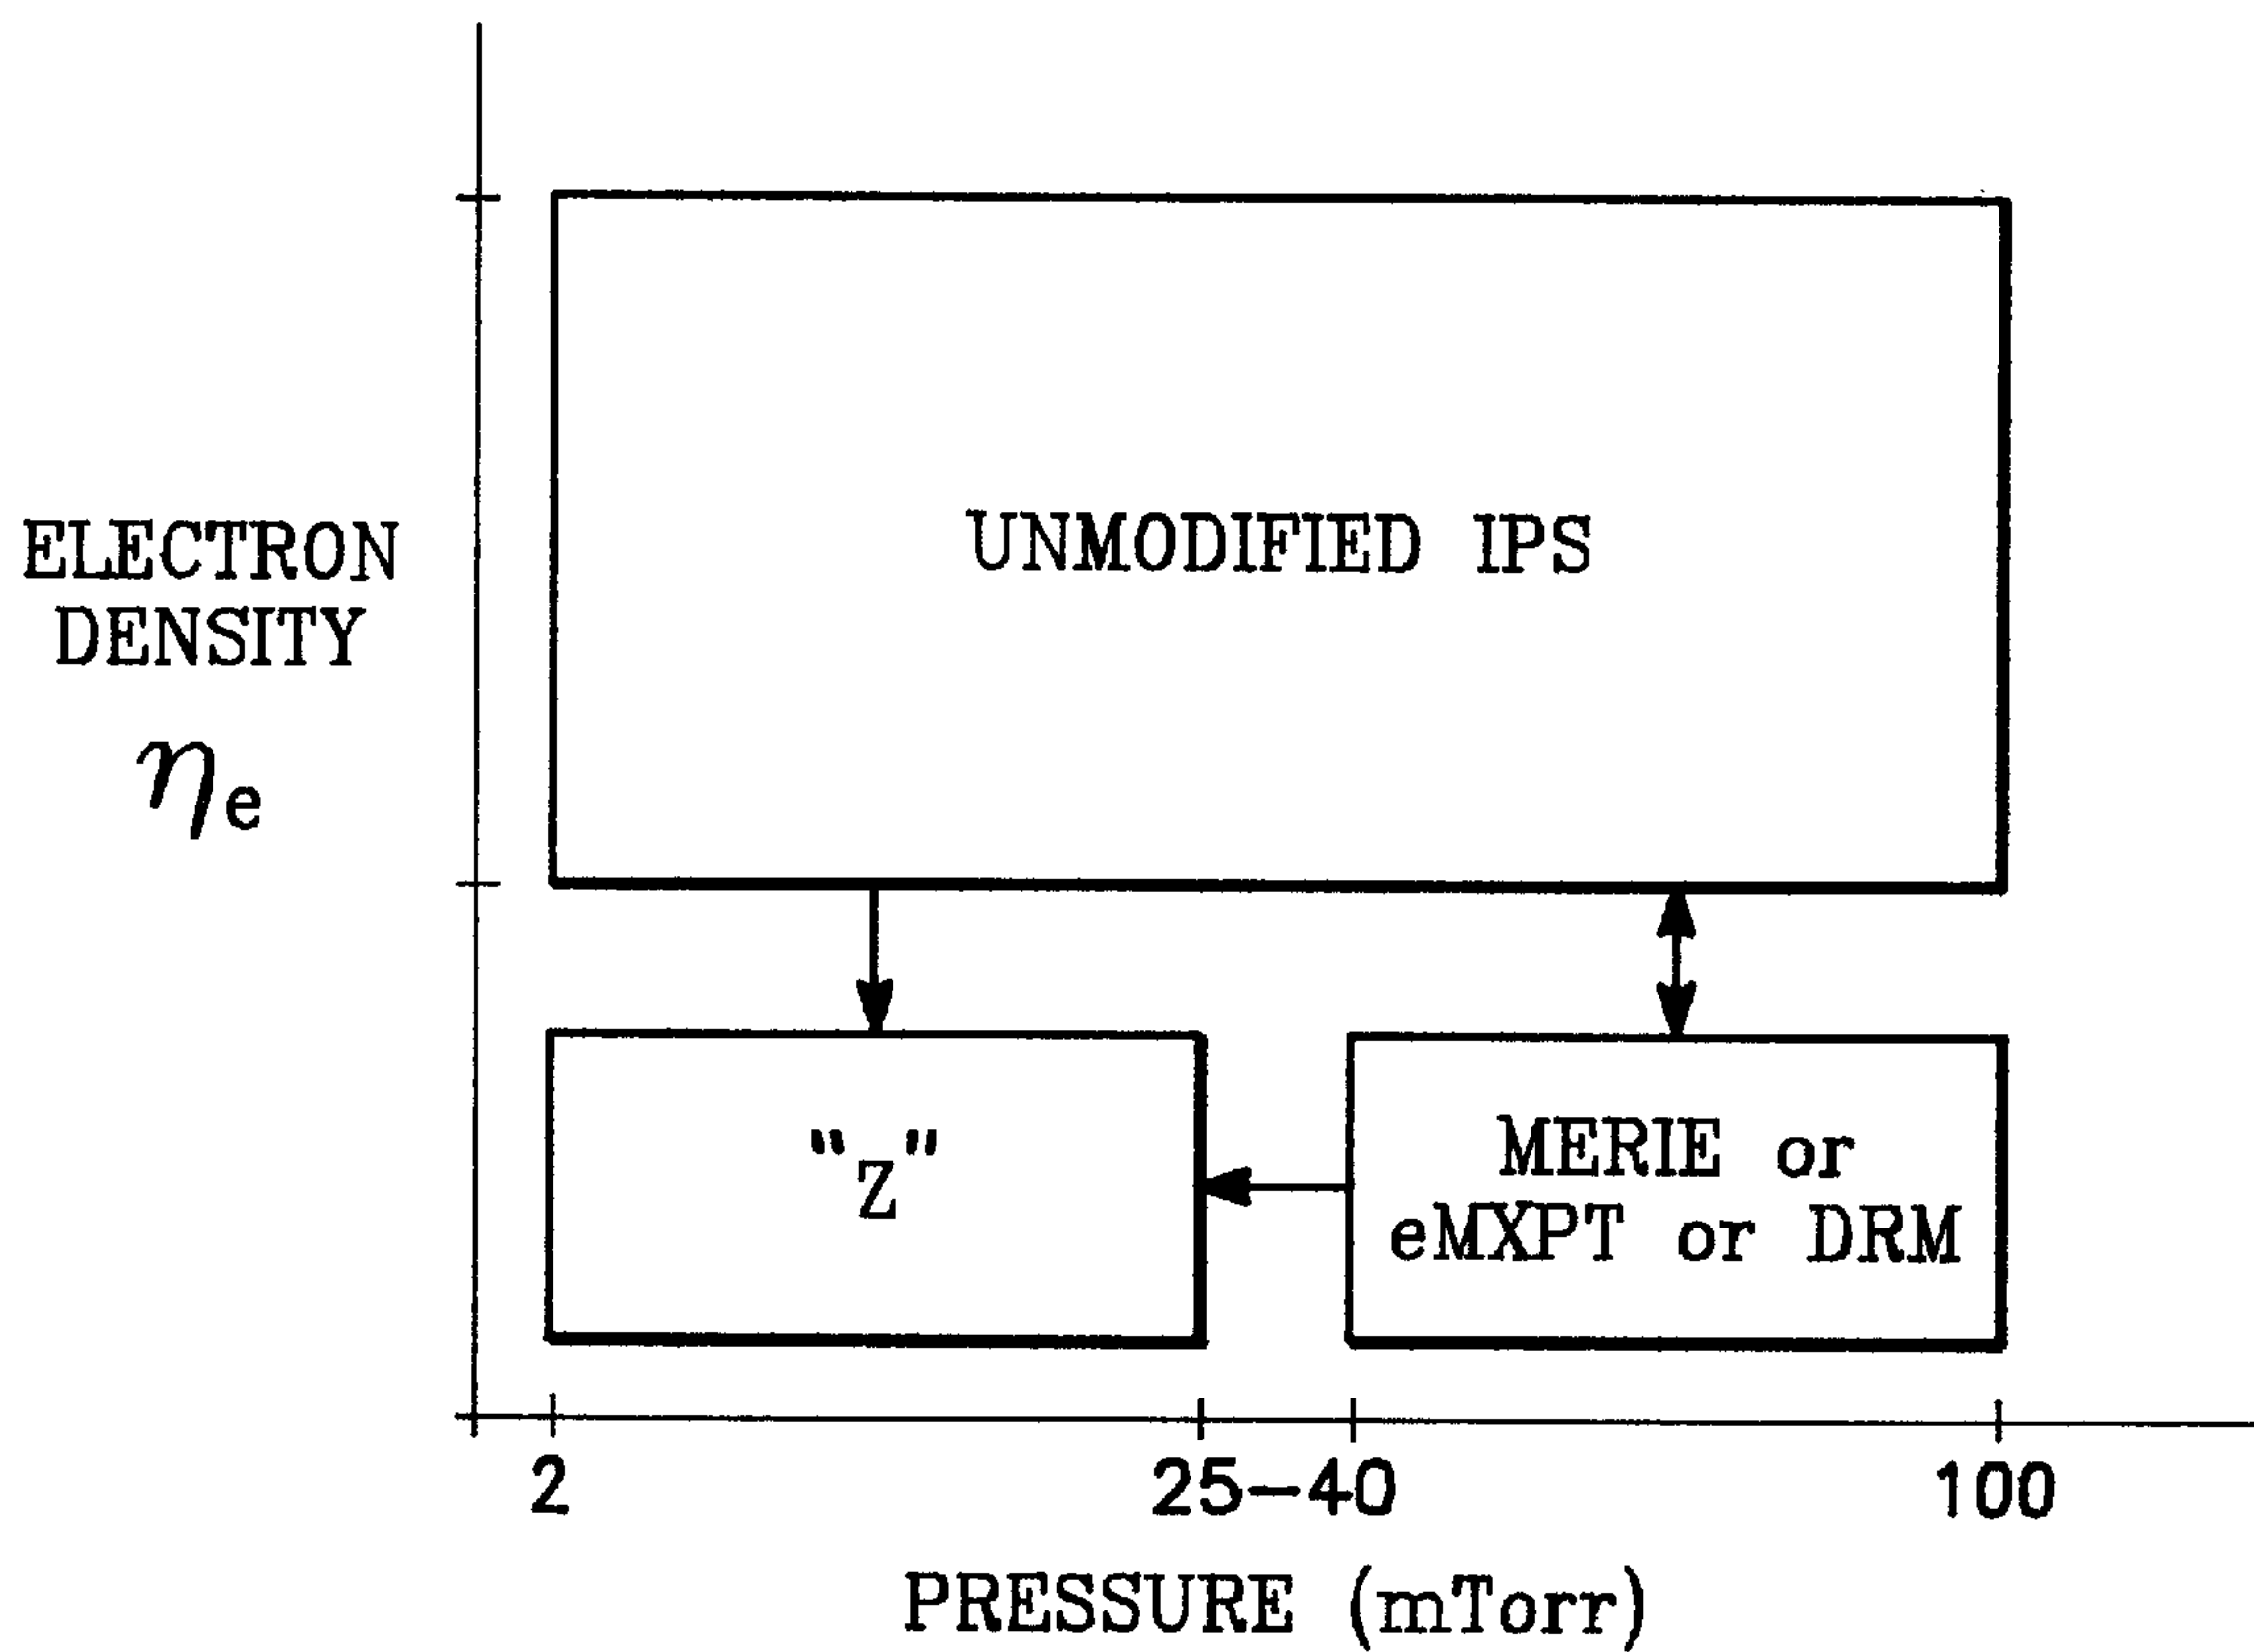 UNMODIFIED IPS
ELECTRON
DENSITY
ηe
“Z”
MERIE or
eMXPT or DRM
2
25–40
100
PRESSURE (mTorr)